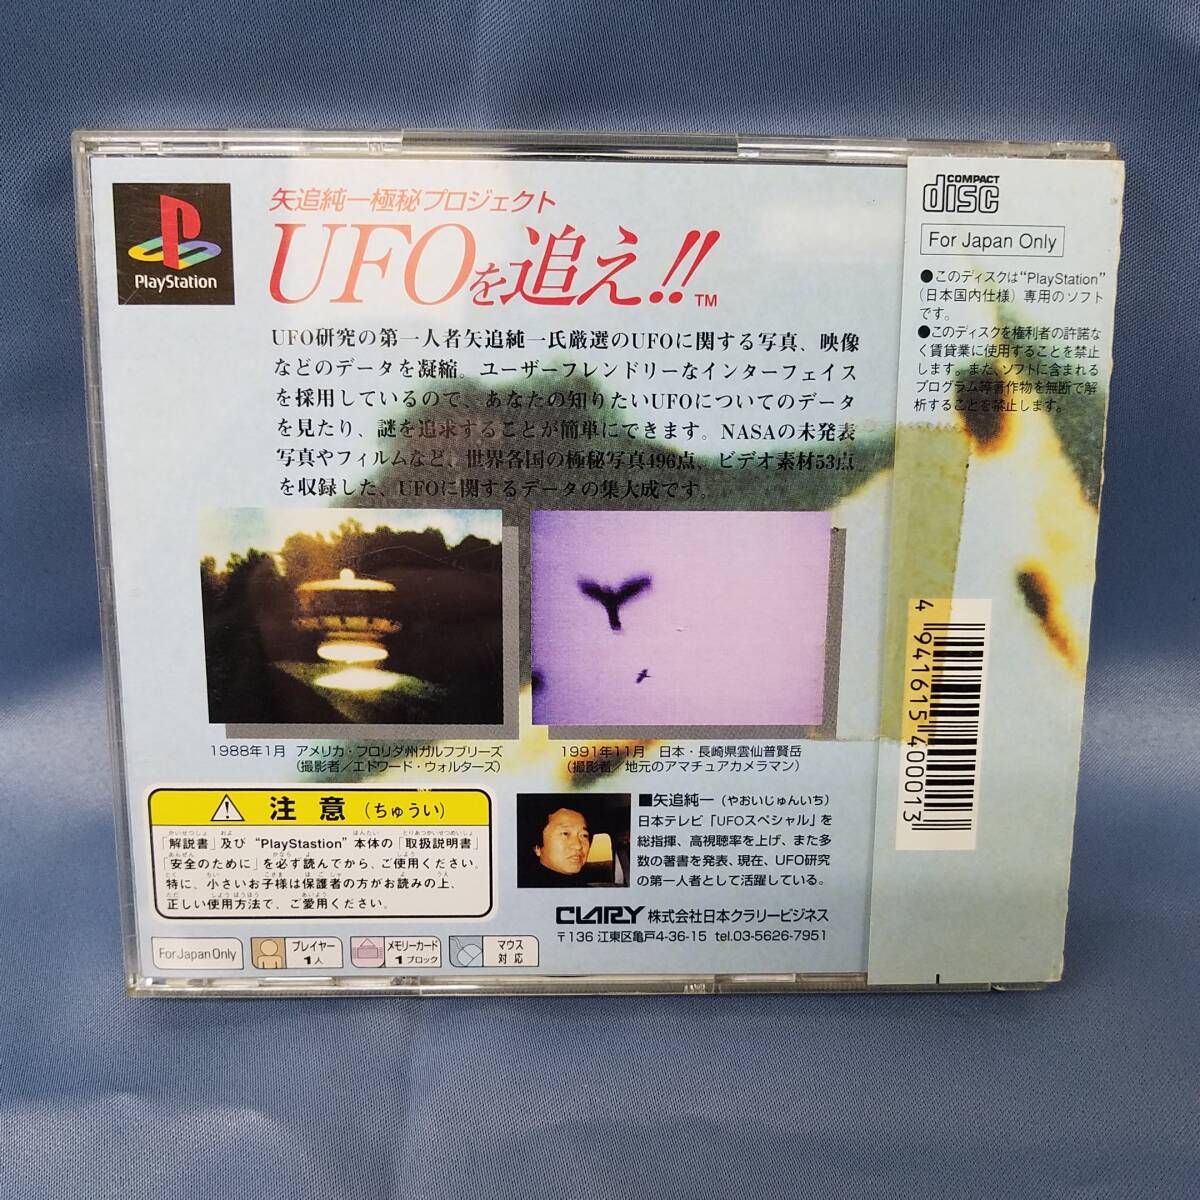 PlayStation
矢追純一極秘プロジェクト
UFOを追え!!™
UFO研究の第一人者矢追純一氏厳選のUFOに関する写真、映像
などのデータを凝縮。ユーザーフレンドリーなインターフェイス
を採用しているので、あなたの知りたいUFOについてのデータ
を見たり、謎を追求することが簡単にできます。NASAの未発表
写真やフィルムなど、世界各国の極秘写真496点、ビデオ素材53点
を収録した、UFOに関するデータの集大成です。
1988年1月 アメリカ・フロリダ州ガルフブリーズ
（撮影者／エドワード・ウォルターズ）
1991年11月 日本・長崎県雲仙普賢岳
（撮影者／地元のアマチュアカメラマン）
注意（ちゅうい）
「解説書」及び “PlayStastion” 本体の「取扱説明書」
「安全のために」を必ず読んでから、ご使用ください。
特に、小さいお子様は保護者の方がお読みの上、
正しい使用方法で、ご愛用ください。
■矢追純一（やおいじゅんいち）
日本テレビ「UFOスペシャル」を
総指揮、高視聴率を上げ、また多
数の著書を発表、現在、UFO研究
の第一人者として活躍している。
CLARY 株式会社日本クラリービジネス
〒136 江東区亀戸4-36-15 tel.03-5626-7951
For Japan Only
プレイヤー
1人
メモリーカード
1ブロック
マウス
対応
COMPACT
disc
For Japan Only
●このディスクは“PlayStation”
（日本国内仕様）専用のソフト
です。
●このディスクを権利者の許諾な
く賃貸業に使用することを禁止
します。また、ソフトに含まれる
プログラム等著作物を無断で解
析することを禁止します。
4 941615 400013